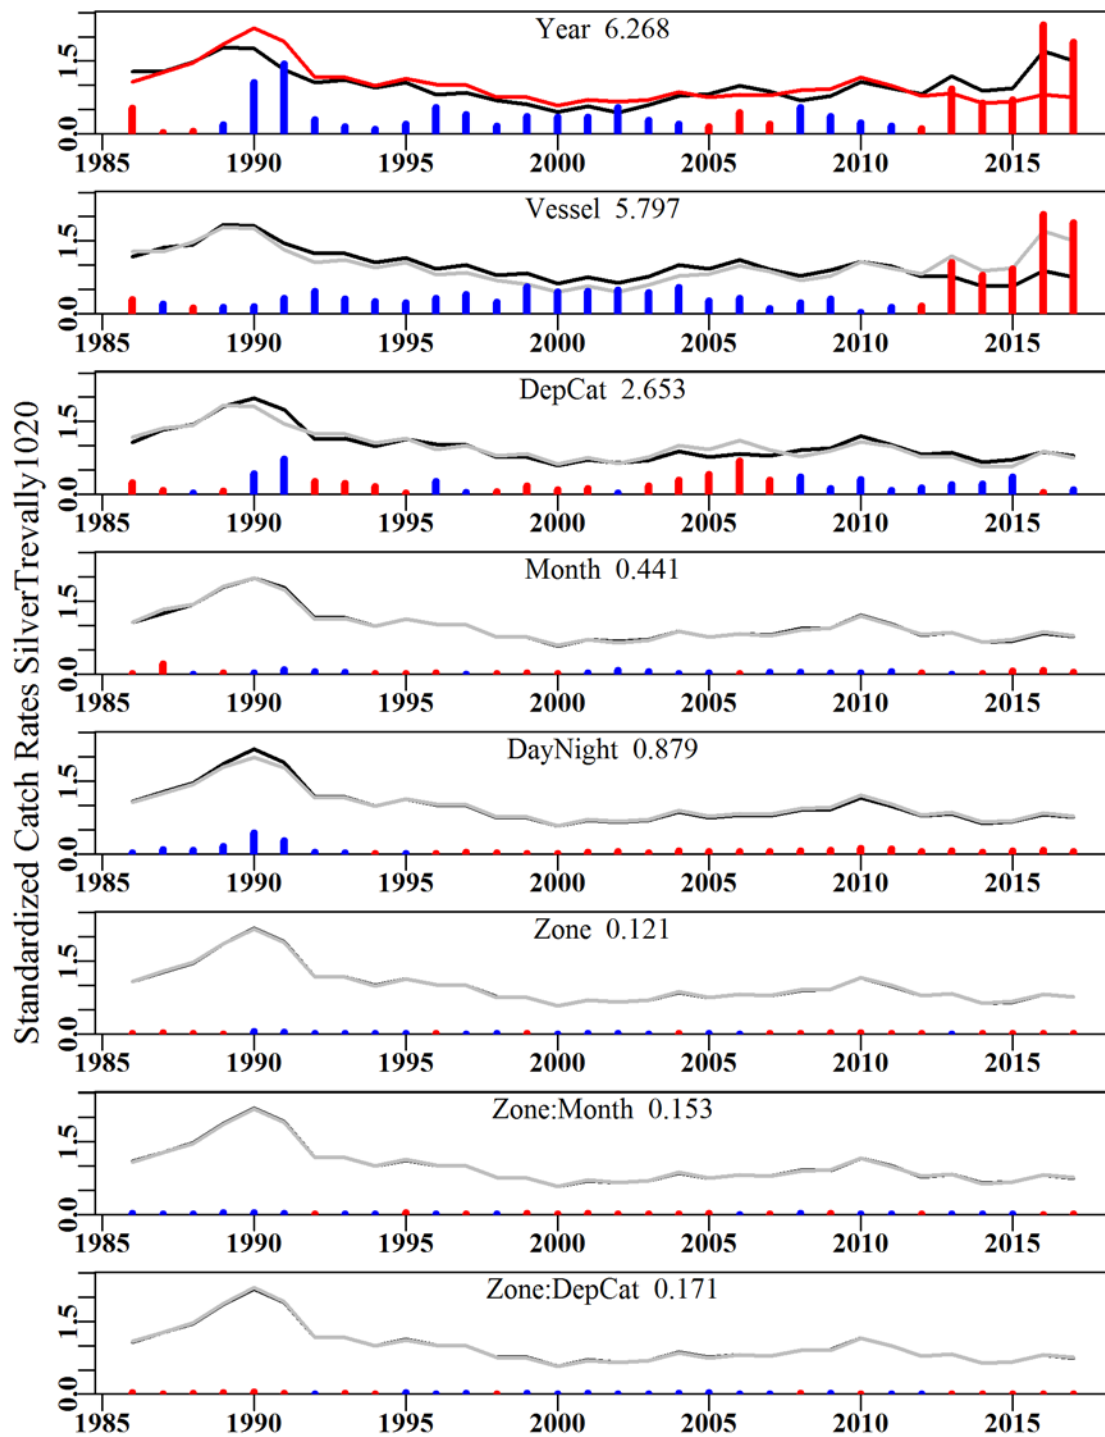 Standardized Catch Rates SilverTrevally1020
Year 6.268
0.0 1.5
1985 1990 1995 2000 2005 2010 2015
Vessel 5.797
0.0 1.5
1985 1990 1995 2000 2005 2010 2015
DepCat 2.653
0.0 1.5
1985 1990 1995 2000 2005 2010 2015
Month 0.441
0.0 1.5
1985 1990 1995 2000 2005 2010 2015
DayNight 0.879
0.0 1.5
1985 1990 1995 2000 2005 2010 2015
Zone 0.121
0.0 1.5
1985 1990 1995 2000 2005 2010 2015
Zone:Month 0.153
0.0 1.5
1985 1990 1995 2000 2005 2010 2015
Zone:DepCat 0.171
0.0 1.5
1985 1990 1995 2000 2005 2010 2015